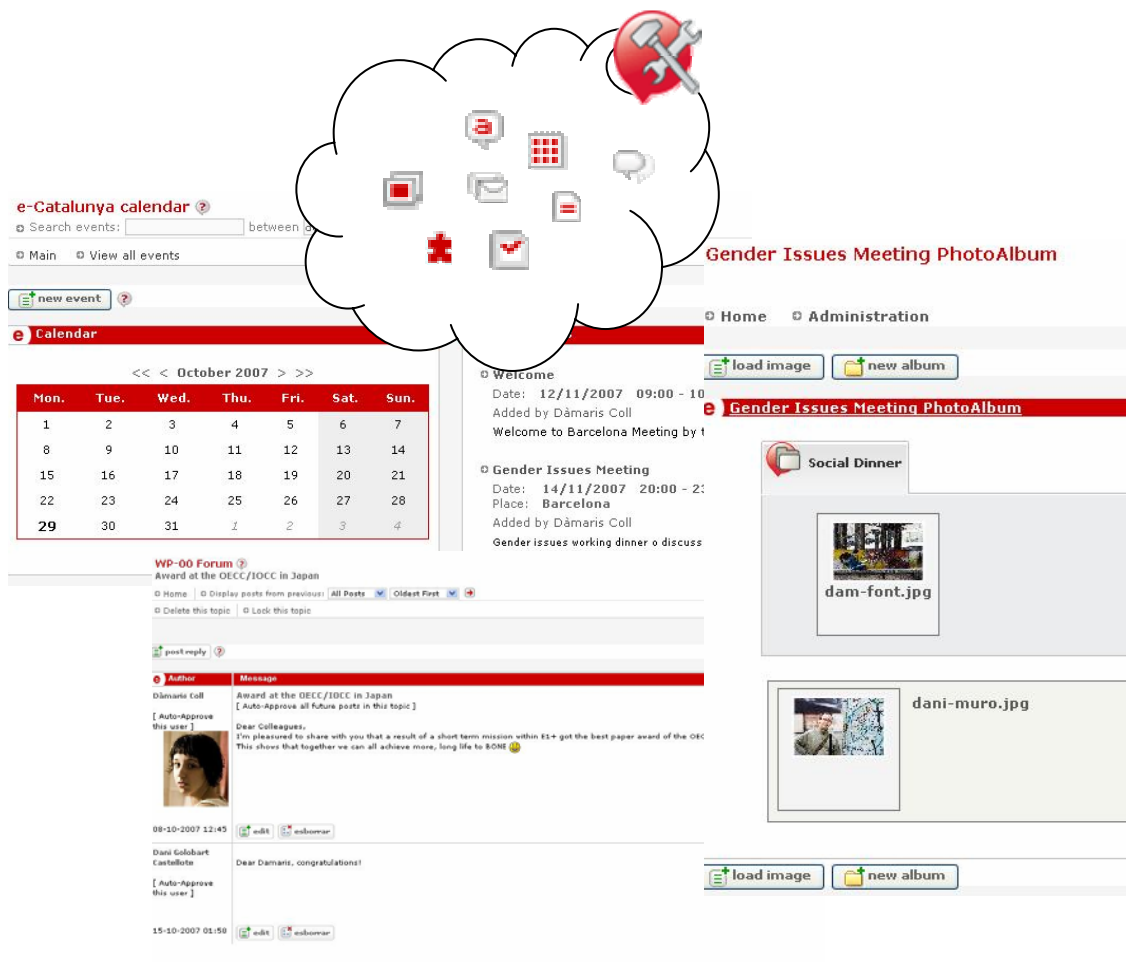 a
e-Catalunya calendar ?
Search events: between
Main View all events
new event ?
e Calendar
<< < October 2007 > >>
Mon. Tue. Wed. Thu. Fri. Sat. Sun.
1 2 3 4 5 6 7
8 9 10 11 12 13 14
15 16 17 18 19 20 21
22 23 24 25 26 27 28
29 30 31 1 2 3 4
Welcome
Date: 12/11/2007 09:00 - 10
Added by Dàmaris Coll
Welcome to Barcelona Meeting by t
Gender Issues Meeting
Date: 14/11/2007 20:00 - 23
Place: Barcelona
Added by Dàmaris Coll
Gender issues working dinner o discuss
Gender Issues Meeting PhotoAlbum
Home Administration
load image new album
e Gender Issues Meeting PhotoAlbum
Social Dinner
dam-font.jpg
dani-muro.jpg
load image new album
WP-00 Forum ?
Award at the OECC/IOCC in Japan
Home Display posts from previous: All Posts Oldest First
Delete this topic Lock this topic
post reply ?
e Author Message
Dàmaris Coll
[ Auto-Approve
this user ]
08-10-2007 12:45
Award at the OECC/IOCC in Japan
[ Auto-Approve all future posts in this topic ]
Dear Colleagues,
I'm pleasured to share with you that a result of a short term mission within E1+ got the best paper award of the OEC
This shows that together we can all achieve more, long life to BONE
edit esborrar
Dani Golobart
Castellote
[ Auto-Approve
this user ]
15-10-2007 01:50
Dear Damaris, congratulations!
edit esborrar